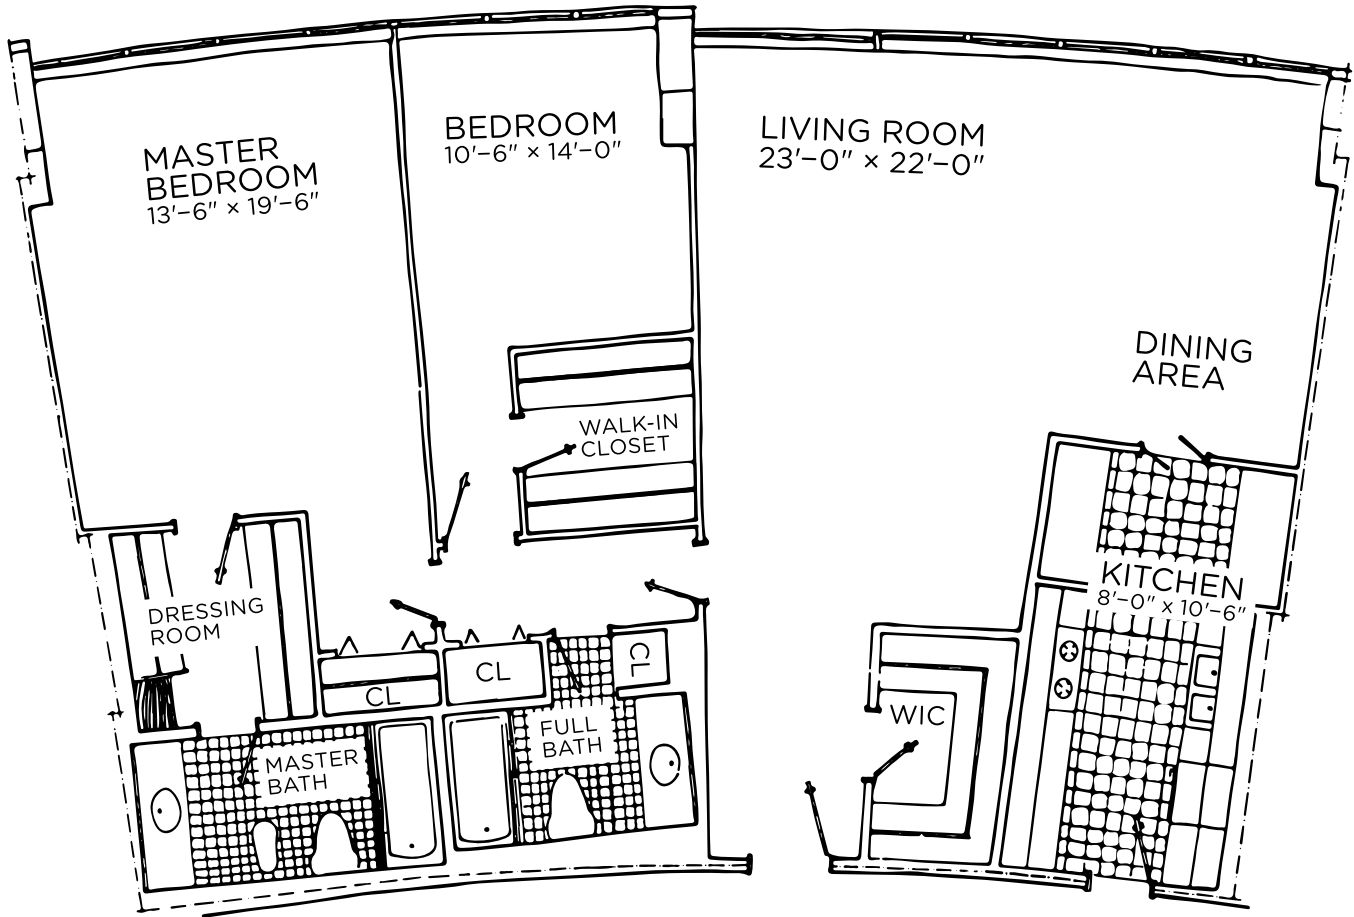 MASTER
BEDROOM
13'–6" × 19'–6"
BEDROOM
10'–6" × 14'–0"
LIVING ROOM
23'–0" × 22'–0"
DINING
AREA
WALK-IN
CLOSET
KITCHEN
8'–0" x 10'–6"
DRESSING
ROOM
CL
CL
CL
WIC
FULL
BATH
MASTER
BATH